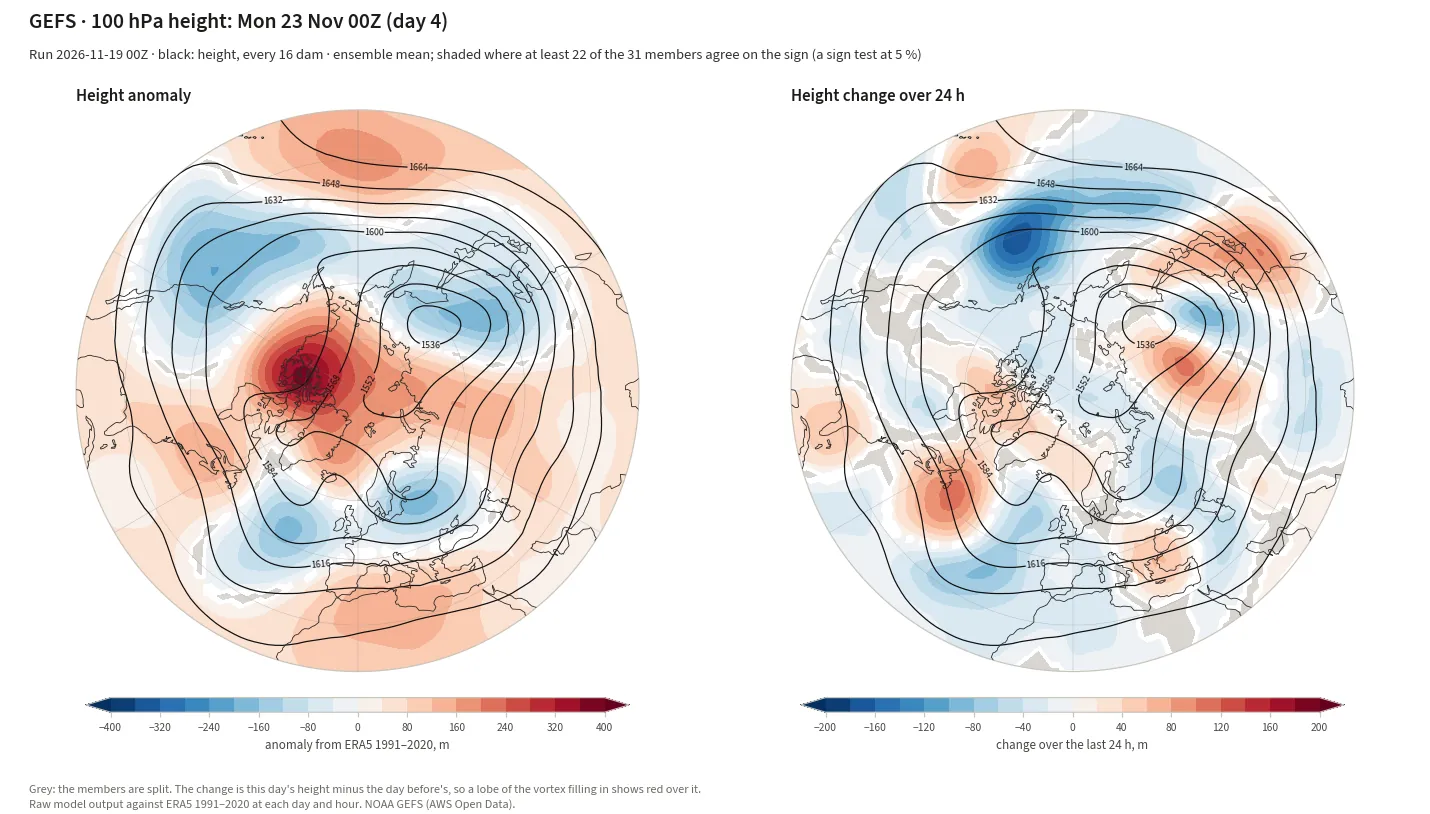 GEFS · 100 hPa height: Mon 23 Nov 00Z (day 4)
Run 2026-11-19 00Z · black: height, every 16 dam · ensemble mean; shaded where at least 22 of the 31 members agree on the sign (a sign test at 5 %)
Height anomaly
Height change over 24 h
1664
1648
1632
1600
1536
1568
1552
1584
1616
1664
1648
1632
1600
1536
1568
1552
1584
1616
−400 −320 −240 −160 −80 0 80 160 240 320 400
anomaly from ERA5 1991–2020, m
−200 −160 −120 −80 −40 0 40 80 120 160 200
change over the last 24 h, m
Grey: the members are split. The change is this day's height minus the day before's, so a lobe of the vortex filling in shows red over it.
Raw model output against ERA5 1991–2020 at each day and hour. NOAA GEFS (AWS Open Data).